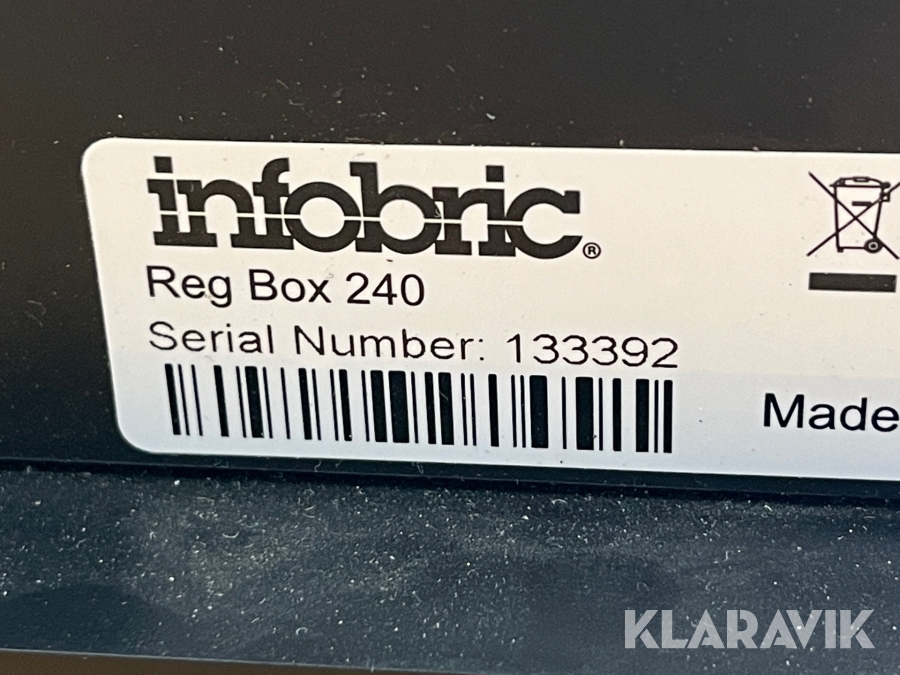 infobric®
Reg Box 240
Serial Number: 133392
Made
KLARAVIK